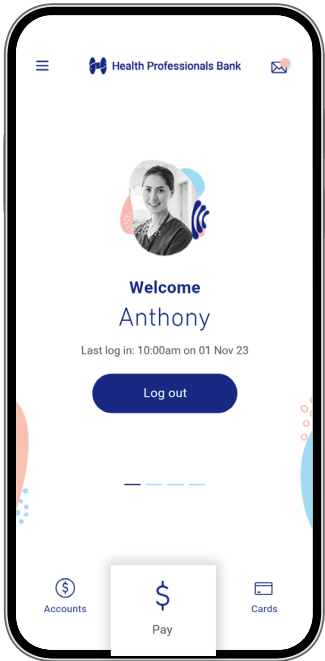 Health Professionals Bank
Welcome
Anthony
Last log in: 10:00am on 01 Nov 23
Log out
$
Accounts
$
Pay
Cards